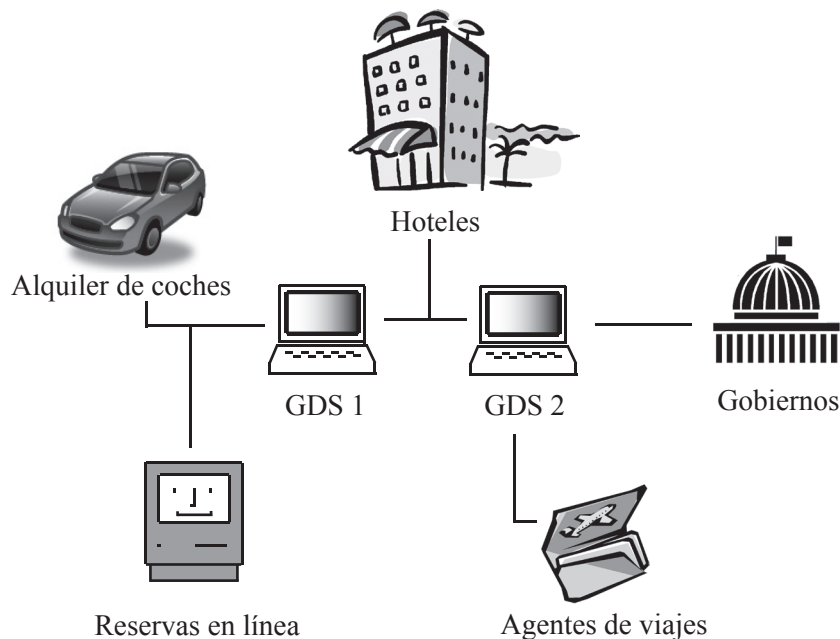 Hoteles
Alquiler de coches
GDS 1
GDS 2
Gobiernos
Reservas en línea
Agentes de viajes